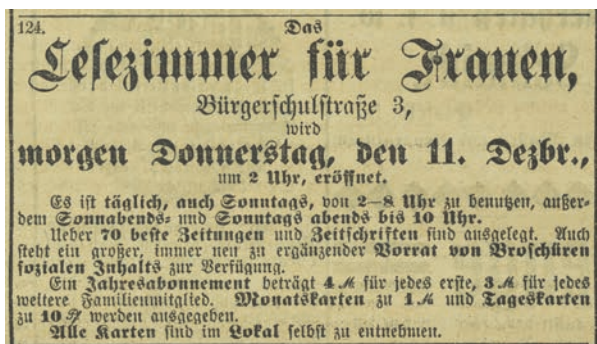 124. Das
Lesezimmer für Frauen,
Bürgerschulstraße 3,
wird
morgen Donnerstag, den 11. Dezbr.,
um 2 Uhr, eröffnet.
Es ist täglich, auch Sonntags, von 2—8 Uhr zu benutzen, außer-
dem Sonnabends- und Sonntags abends bis 10 Uhr.
Ueber 70 beste Zeitungen und Zeitschriften sind ausgelegt. Auch
steht ein großer, immer neu zu ergänzender Vorrat von Broschüren
sozialen Inhalts zur Verfügung.
Ein Jahresabonnement beträgt 4 ℳ für jedes erste, 3 ℳ für jedes
weitere Familienmitglied. Monatskarten zu 1 ℳ und Tageskarten
zu 10 ₰ werden ausgegeben.
Alle Karten sind im Lokal selbst zu entnehmen.